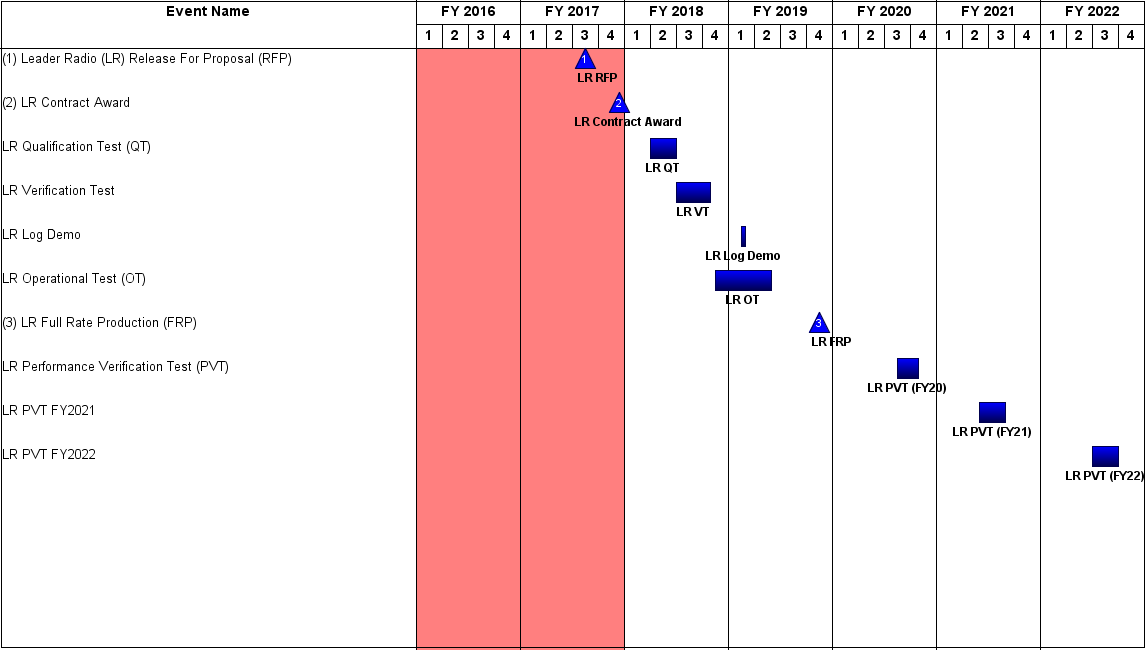 Event Name FY 2016 FY 2017 FY 2018 FY 2019 FY 2020 FY 2021 FY 2022
1 2 3 4 1 2 3 4 1 2 3 4 1 2 3 4 1 2 3 4 1 2 3 4 1 2 3 4
(1) Leader Radio (LR) Release For Proposal (RFP) 1
LR RFP
(2) LR Contract Award 2
LR Contract Award
LR Qualification Test (QT)
LR QT
LR Verification Test
LR VT
LR Log Demo
LR Log Demo
LR Operational Test (OT)
LR OT
(3) LR Full Rate Production (FRP) 3
LR FRP
LR Performance Verification Test (PVT)
LR PVT (FY20)
LR PVT FY2021
LR PVT (FY21)
LR PVT FY2022
LR PVT (FY22)